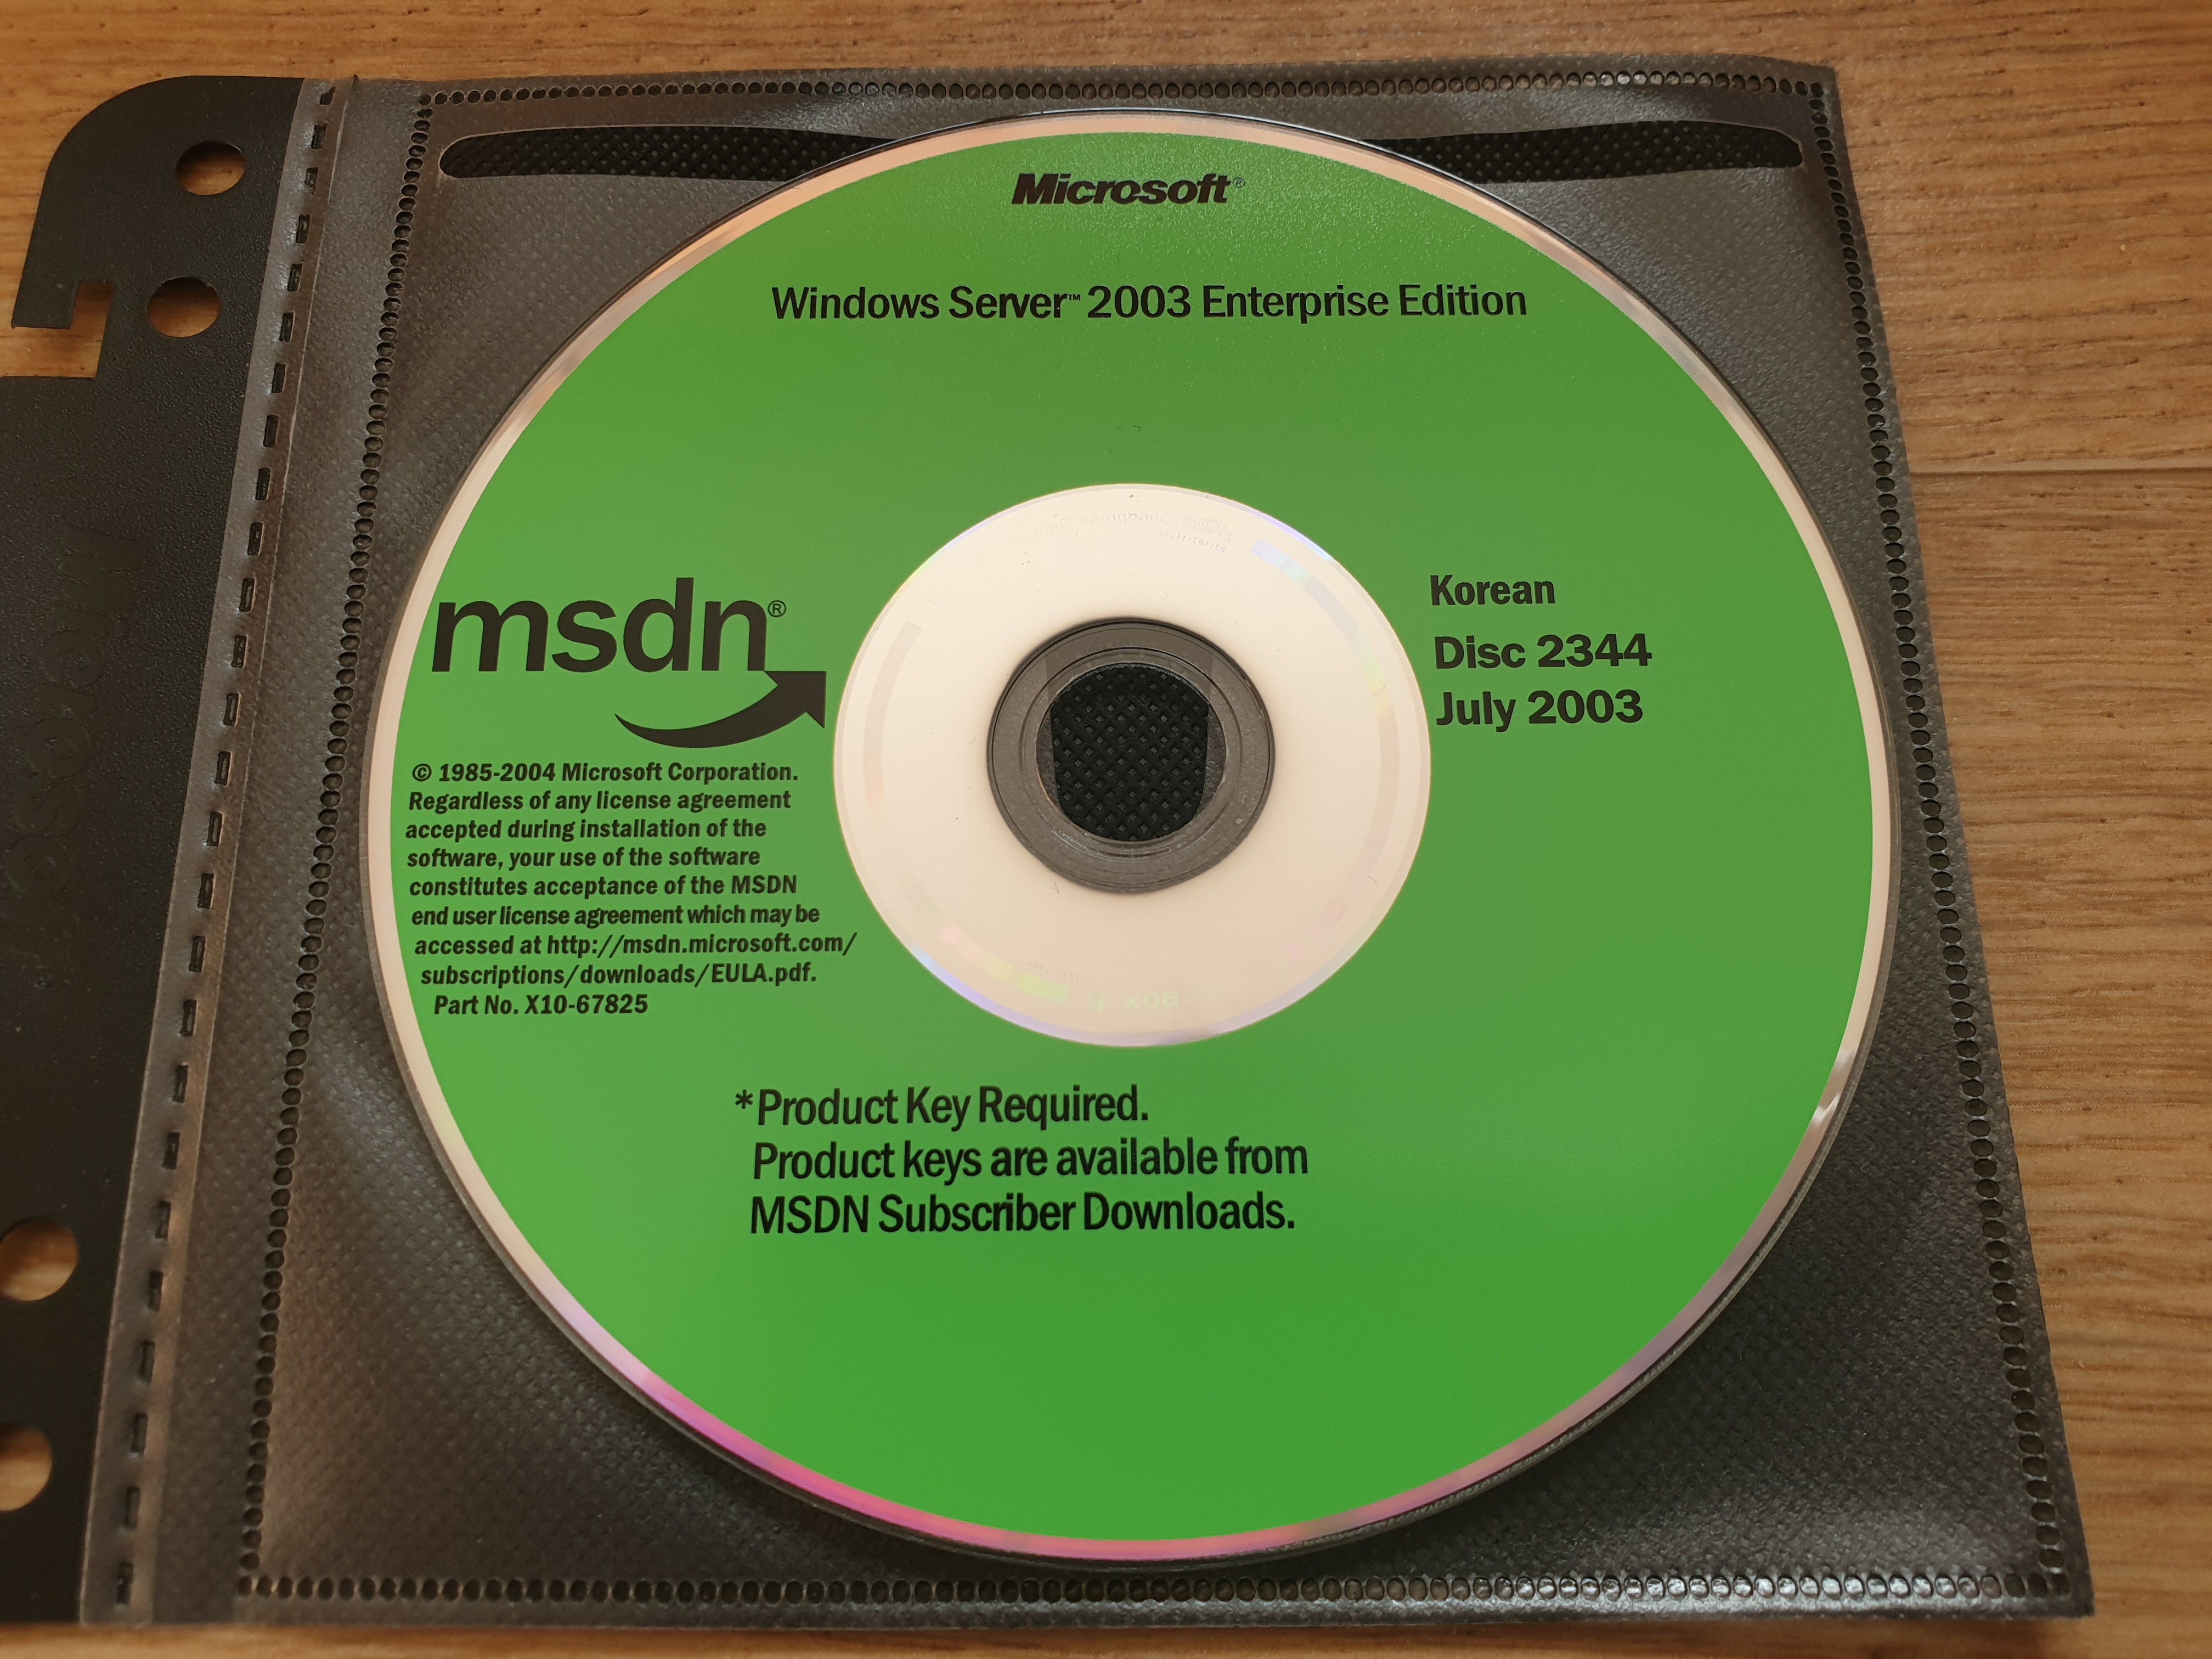 Microsoft®
Windows Server™ 2003 Enterprise Edition
msdn®
Korean
Disc 2344
July 2003
© 1985-2004 Microsoft Corporation.
Regardless of any license agreement
accepted during installation of the
software, your use of the software
constitutes acceptance of the MSDN
end user license agreement which may be
accessed at http://msdn.microsoft.com/
subscriptions/downloads/EULA.pdf.
Part No. X10-67825
*Product Key Required.
Product keys are available from
MSDN Subscriber Downloads.